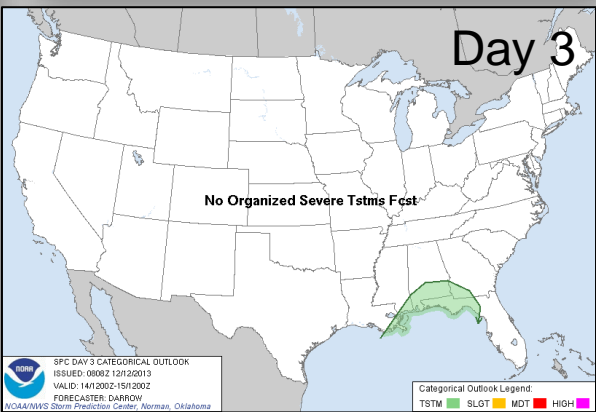 Day 3
No Organized Severe Tstms Fcst
NOAA
SPC DAY 3 CATEGORICAL OUTLOOK
ISSUED: 0808Z 12/12/2013
VALID: 14/1200Z-15/1200Z
FORECASTER: DARROW
NOAA/NWS Storm Prediction Center, Norman, Oklahoma
Categorical Outlook Legend:
TSTM SLGT MDT HIGH